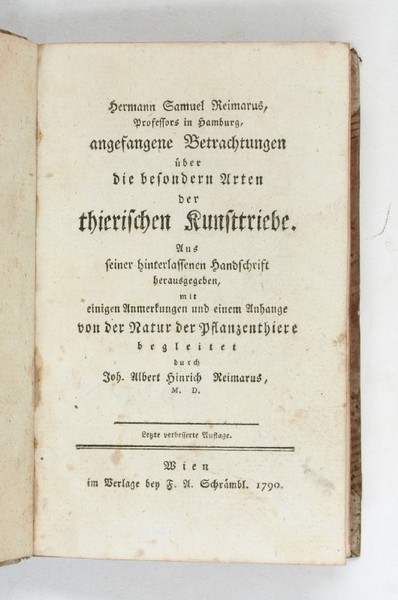 Hermann Samuel Reimarus,
Professors in Hamburg,
angefangene Betrachtungen
über
die besondern Arten
der
thierischen Kunsttriebe.
Aus
seiner hinterlassenen Handschrift
herausgegeben,
mit
einigen Anmerkungen und einem Anhange
von der Natur der Pflanzenthiere
begleitet
durch
Joh. Albert Hinrich Reimarus,
M. D.
Letzte verbesserte Auflage.
Wien
im Verlage bey F. A. Schrämbl. 1790.